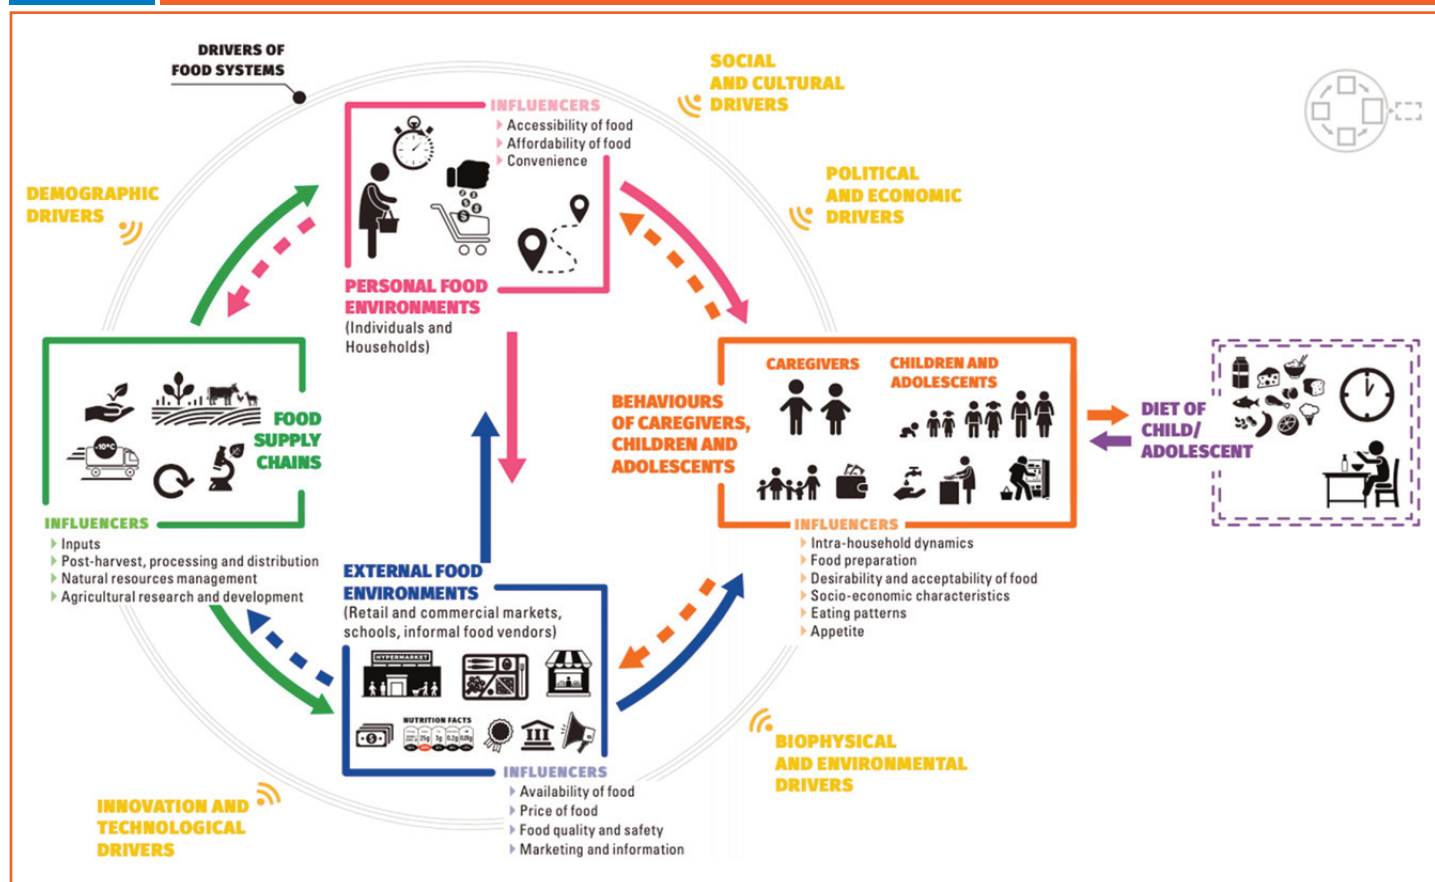 DRIVERS OF
FOOD SYSTEMS
SOCIAL
AND CULTURAL
DRIVERS
INFLUENCERS
Accessibility of food
Affordability of food
Convenience
DEMOGRAPHIC
DRIVERS
POLITICAL
AND ECONOMIC
DRIVERS
PERSONAL FOOD
ENVIRONMENTS
(Individuals and
Households)
FOOD
SUPPLY
CHAINS
-10°C
INFLUENCERS
Inputs
Post-harvest, processing and distribution
Natural resources management
Agricultural research and development
BEHAVIOURS
OF CAREGIVERS,
CHILDREN AND
ADOLESCENTS
CAREGIVERS
CHILDREN AND
ADOLESCENTS
INFLUENCERS
Intra-household dynamics
Food preparation
Desirability and acceptability of food
Socio-economic characteristics
Eating patterns
Appetite
DIET OF
CHILD/
ADOLESCENT
EXTERNAL FOOD
ENVIRONMENTS
(Retail and commercial markets,
schools, informal food vendors)
HYPERMARKET
NUTRITION FACTS
25g 3g 0.2g
INFLUENCERS
Availability of food
Price of food
Food quality and safety
Marketing and information
BIOPHYSICAL
AND ENVIRONMENTAL
DRIVERS
INNOVATION AND
TECHNOLOGICAL
DRIVERS